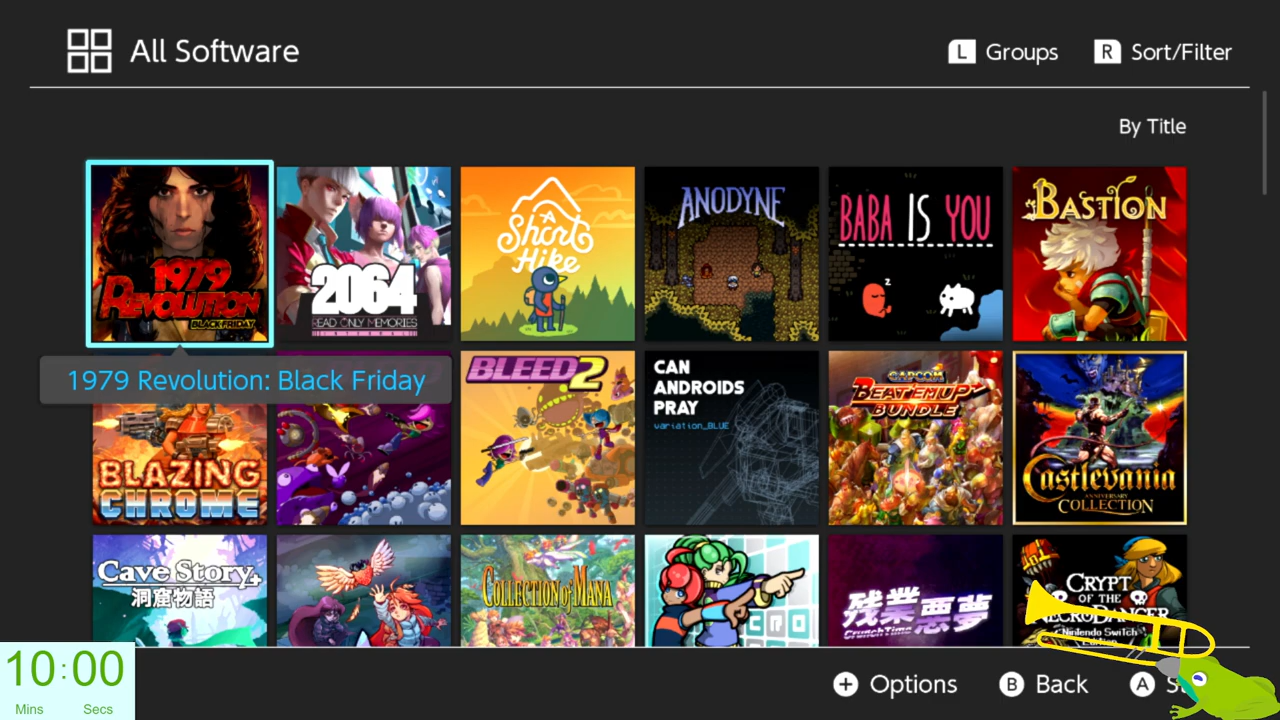 All Software
L Groups
R Sort/Filter
By Title
1979
REVOLUTION
BLACK FRIDAY
2064
READ ONLY MEMORIES
INTEGRAL
A
Short
Hike
ANODYNE
BABA IS YOU
z
BASTION
1979 Revolution: Black Friday
BLAZING
CHROME
BLEED 2
CAN
ANDROIDS
PRAY
variation_BLUE
CAPCOM
BEAT 'EM UP
BUNDLE
Castlevania
ANNIVERSARY
COLLECTION
Cave Story+
洞窟物語
COLLECTION of MANA
残業悪夢
CrunchTime
CRYPT
OF THE
NECRODANCER
Nintendo Switch
Edition
10:00
Mins Secs
+ Options
B Back
A